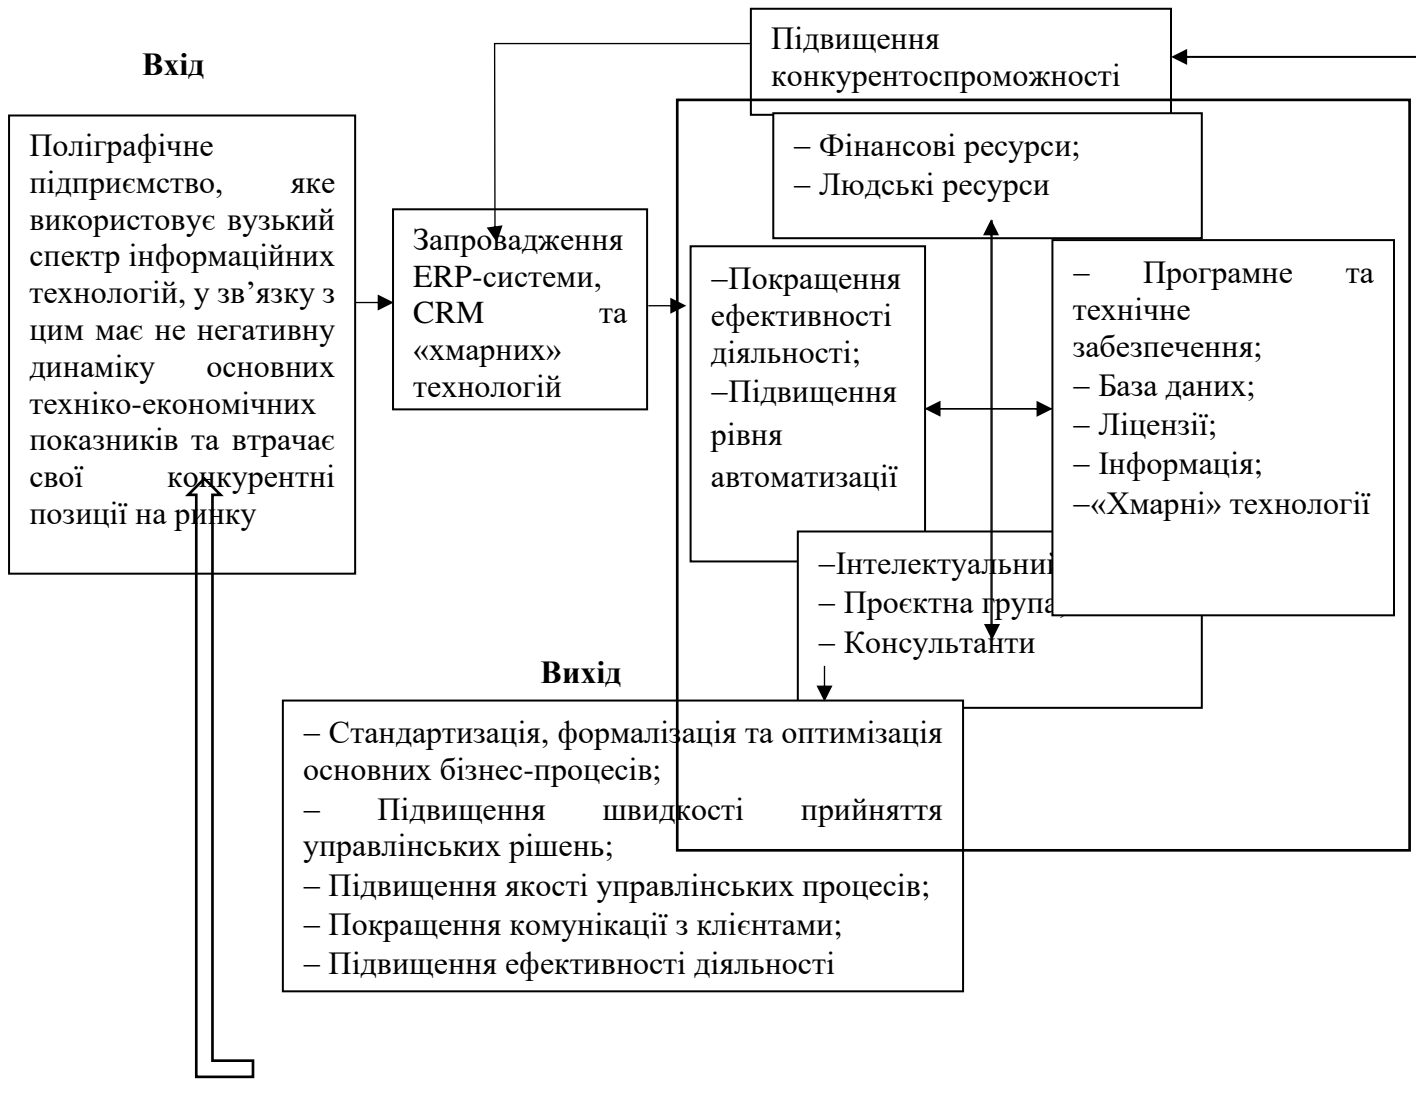 Вхід
Підвищення
конкурентоспроможності
Поліграфічне
підприємство, яке
використовує вузький
спектр інформаційних
технологій, у зв’язку з
цим має не негативну
динаміку основних
техніко-економічних
показників та втрачає
свої конкурентні
позиції на ринку
Запровадження
ERP-системи,
CRM та
«хмарних»
технологій
– Фінансові ресурси;
– Людські ресурси
–Покращення
ефективності
діяльності;
–Підвищення
рівня
автоматизації
– Програмне та
технічне
забезпечення;
– База даних;
– Ліцензії;
– Інформація;
–«Хмарні» технології
–Інтелектуальний
– Проєктна група;
– Консультанти
Вихід
– Стандартизація, формалізація та оптимізація
основних бізнес-процесів;
– Підвищення швидкості прийняття
управлінських рішень;
– Підвищення якості управлінських процесів;
– Покращення комунікації з клієнтами;
– Підвищення ефективності діяльності